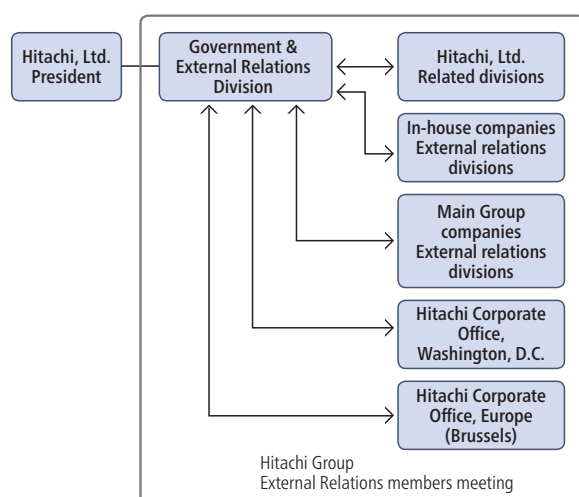 Hitachi, Ltd.
President
Government &
External Relations
Division
Hitachi, Ltd.
Related divisions
In-house companies
External relations
divisions
Main Group
companies
External relations
divisions
Hitachi Corporate
Office,
Washington, D.C.
Hitachi Corporate
Office, Europe
(Brussels)
Hitachi Group
External Relations members meeting